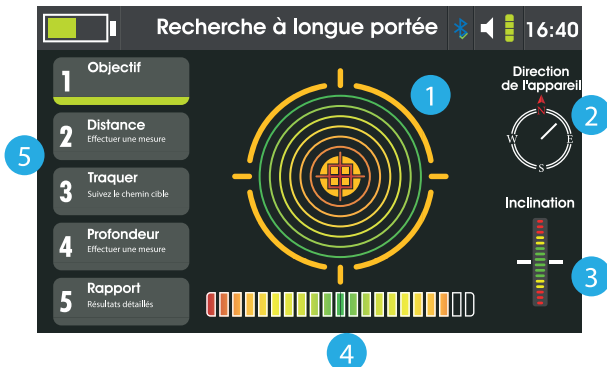 Recherche à longue portée
16:40
1
Objectif
2
Distance
Effectuer une mesure
3
Traquer
Suivez le chemin cible
4
Profondeur
Effectuer une mesure
5
Rapport
Résultats détaillés
5
1
Direction
de l'appareil
N
W
E
S
2
Inclination
3
4